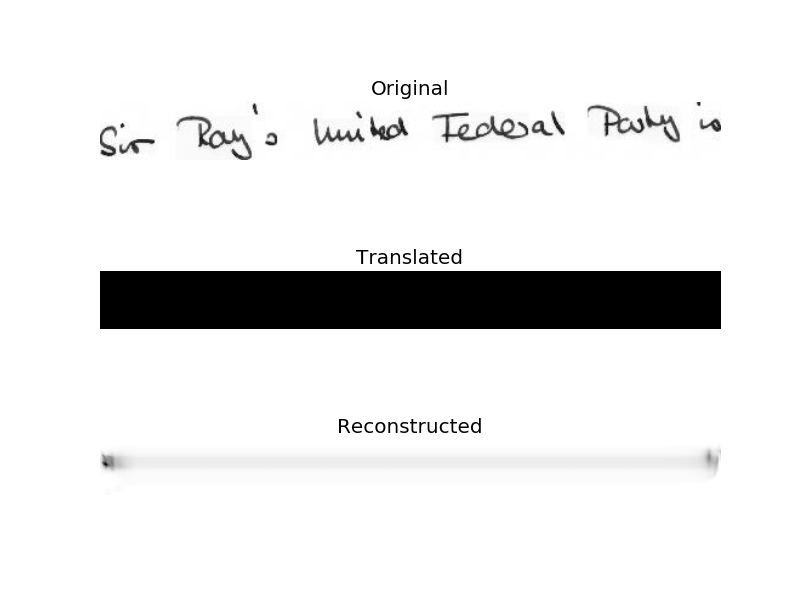 Original
Sir Roy's United Federal Party is
Translated
Reconstructed